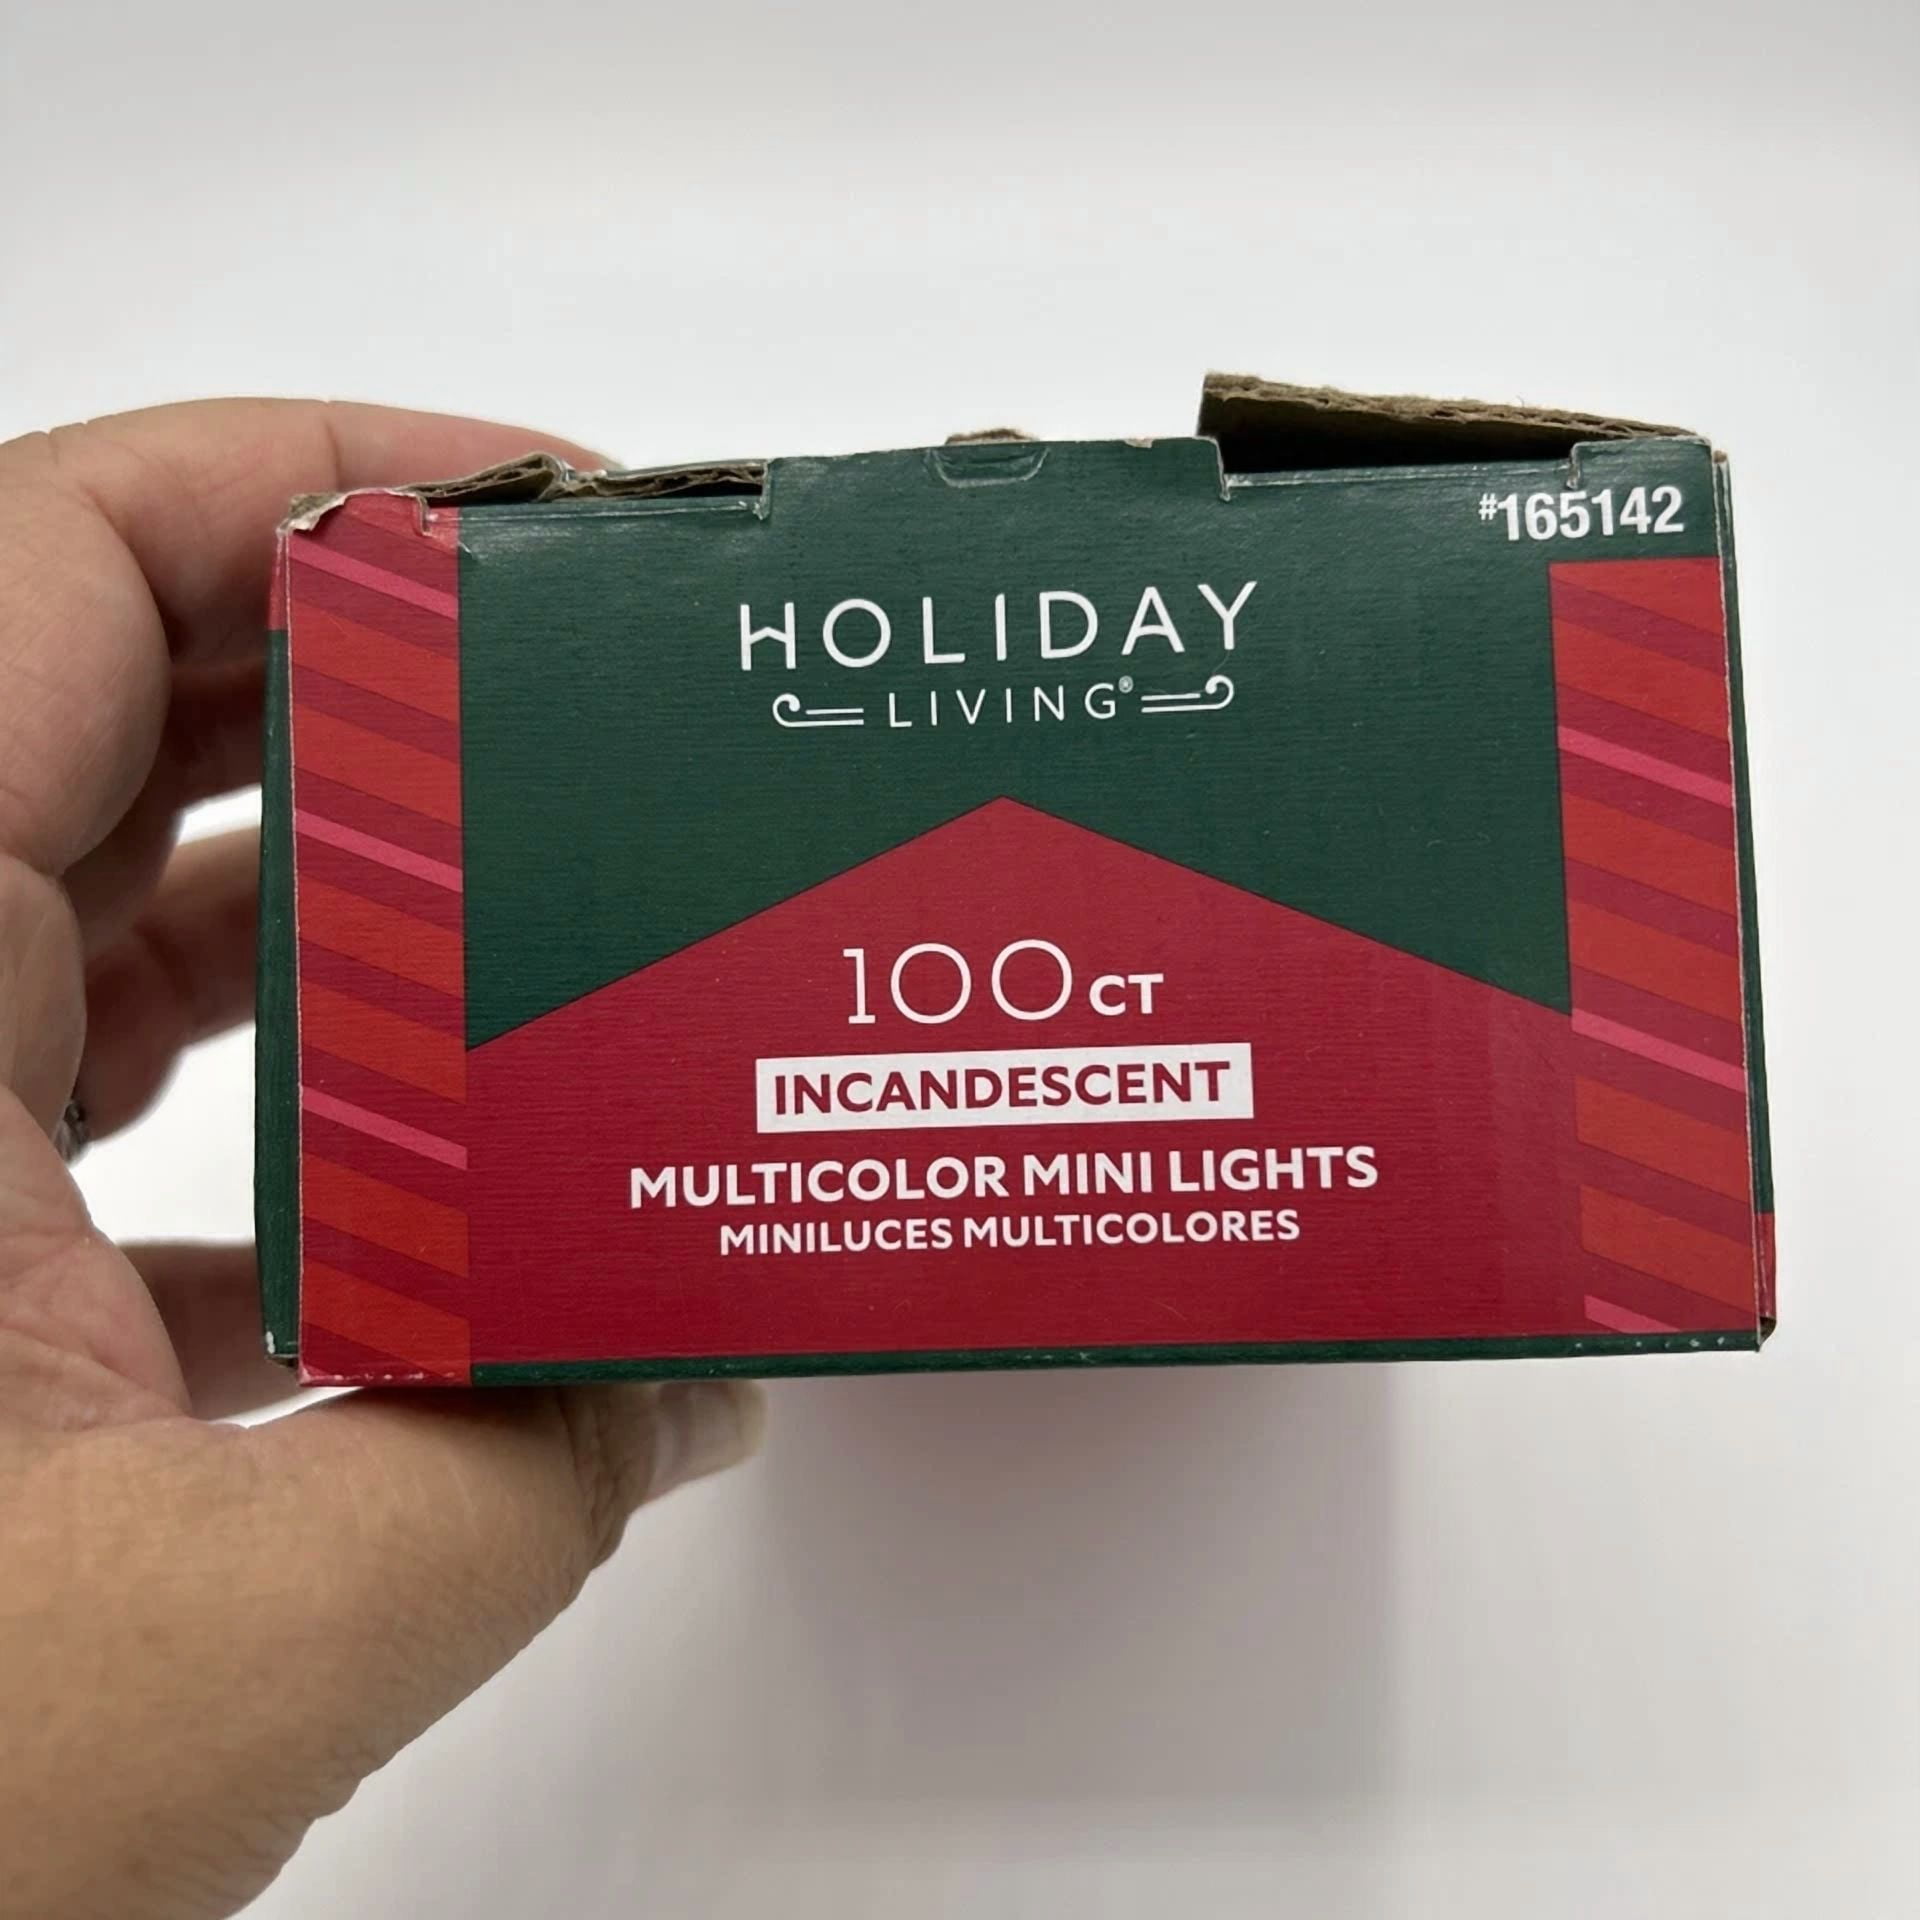 #165142
HOLIDAY
LIVING®
100 CT
INCANDESCENT
MULTICOLOR MINI LIGHTS
MINILUCES MULTICOLORES